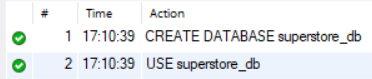 # Time Action
1 17:10:39 CREATE DATABASE superstore_db
2 17:10:39 USE superstore_db